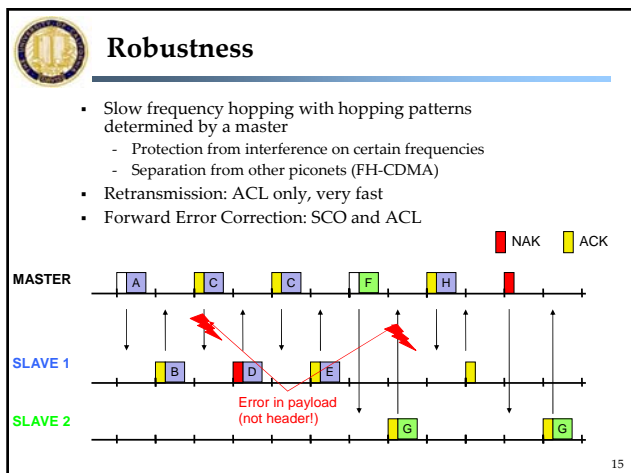 Robustness
▪ Slow frequency hopping with hopping patterns
determined by a master
- Protection from interference on certain frequencies
- Separation from other piconets (FH-CDMA)
▪ Retransmission: ACL only, very fast
▪ Forward Error Correction: SCO and ACL
NAK ACK
MASTER A C C F H
SLAVE 1 B D E
Error in payload
(not header!)
SLAVE 2 G G
15